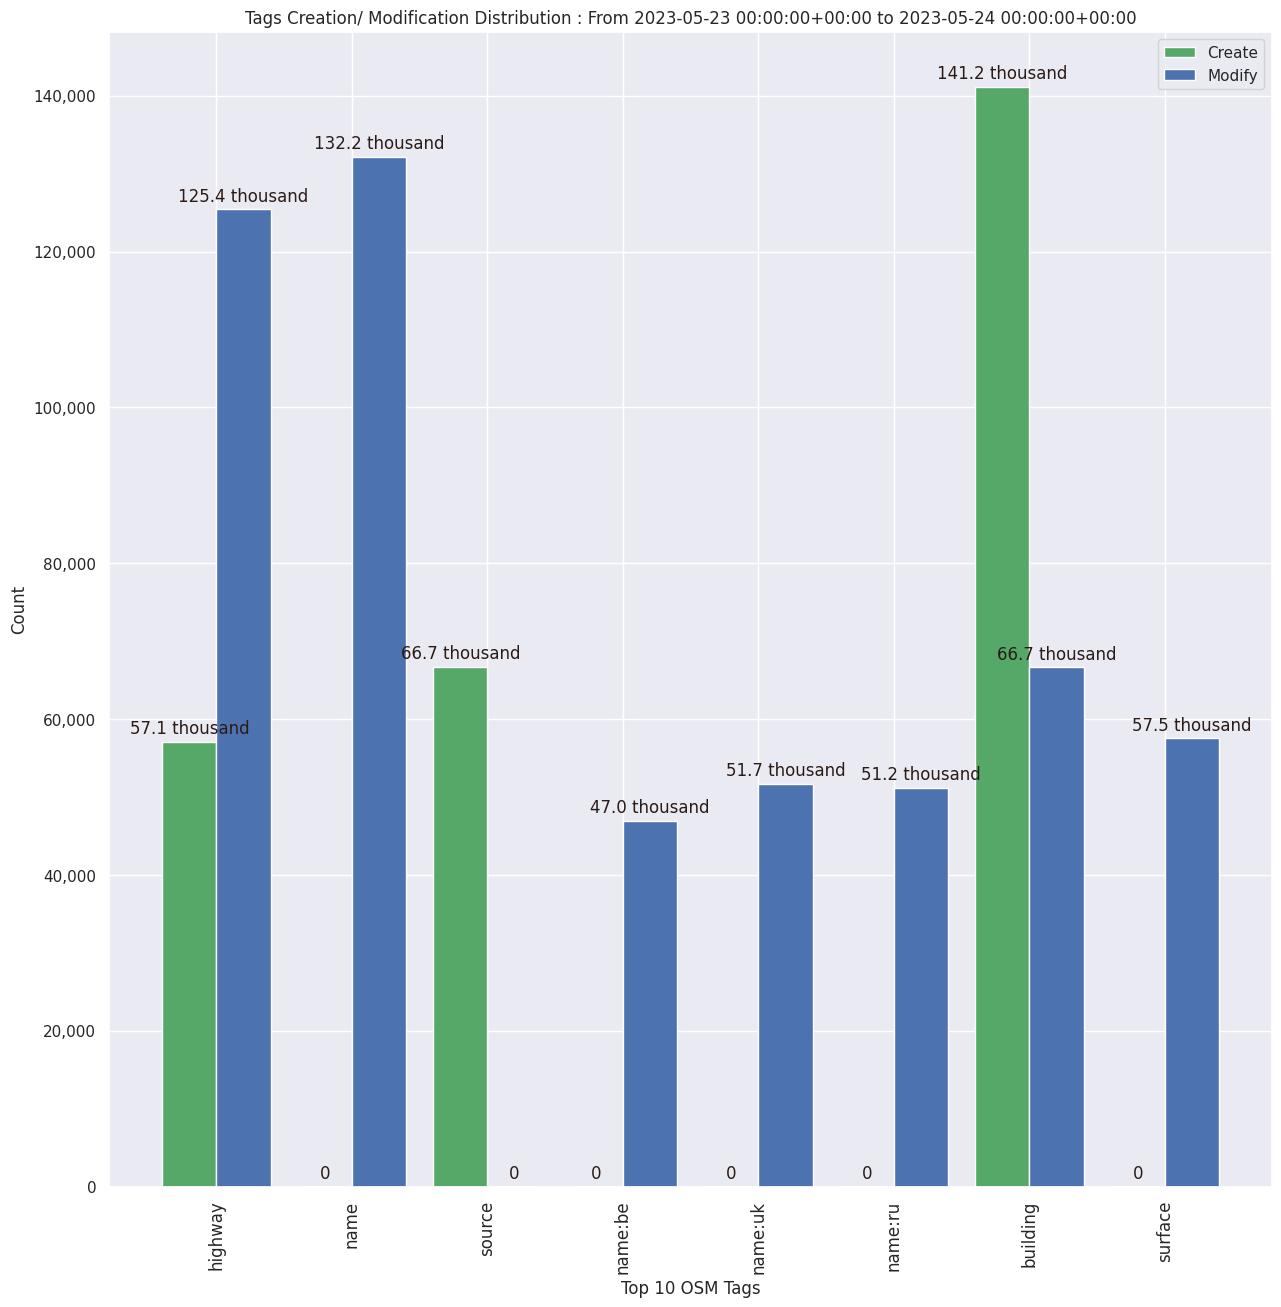 Tags Creation/ Modification Distribution : From 2023-05-23 00:00:00+00:00 to 2023-05-24 00:00:00+00:00
Create
Modify
141.2 thousand
140,000
132.2 thousand
125.4 thousand
120,000
100,000
80,000
Count
66.7 thousand
66.7 thousand
60,000
57.1 thousand
57.5 thousand
51.7 thousand
51.2 thousand
47.0 thousand
40,000
20,000
0
0
0
0
0
0
0
highway
name
source
name:be
name:uk
name:ru
building
surface
Top 10 OSM Tags